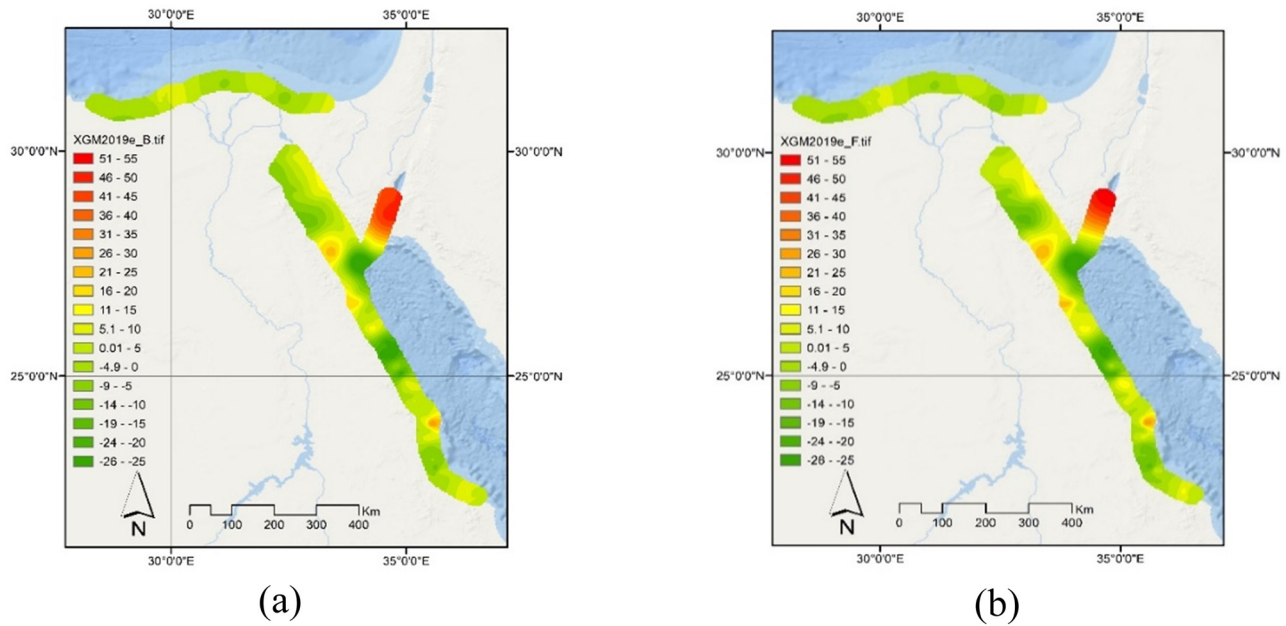 30°0'0"E 35°0'0"E
XGM2019e_B.tif
51 - 55
46 - 50
41 - 45
36 - 40
31 - 35
26 - 30
21 - 25
16 - 20
11 - 15
5.1 - 10
0.01 - 5
-4.9 - 0
-9 - -5
-14 - -10
-19 - -15
-24 - -20
-26 - -25
30°0'0"N 30°0'0"N
25°0'0"N 25°0'0"N
N
0 100 200 300 400 Km
30°0'0"E 35°0'0"E
(a)
30°0'0"E 35°0'0"E
XGM2019e_F.tif
51 - 55
46 - 50
41 - 45
36 - 40
31 - 35
26 - 30
21 - 25
16 - 20
11 - 15
5.1 - 10
0.01 - 5
-4.9 - 0
-9 - -5
-14 - -10
-19 - -15
-24 - -20
-28 - -25
30°0'0"N 30°0'0"N
25°0'0"N 25°0'0"N
N
0 100 200 300 400 Km
30°0'0"E 35°0'0"E
(b)